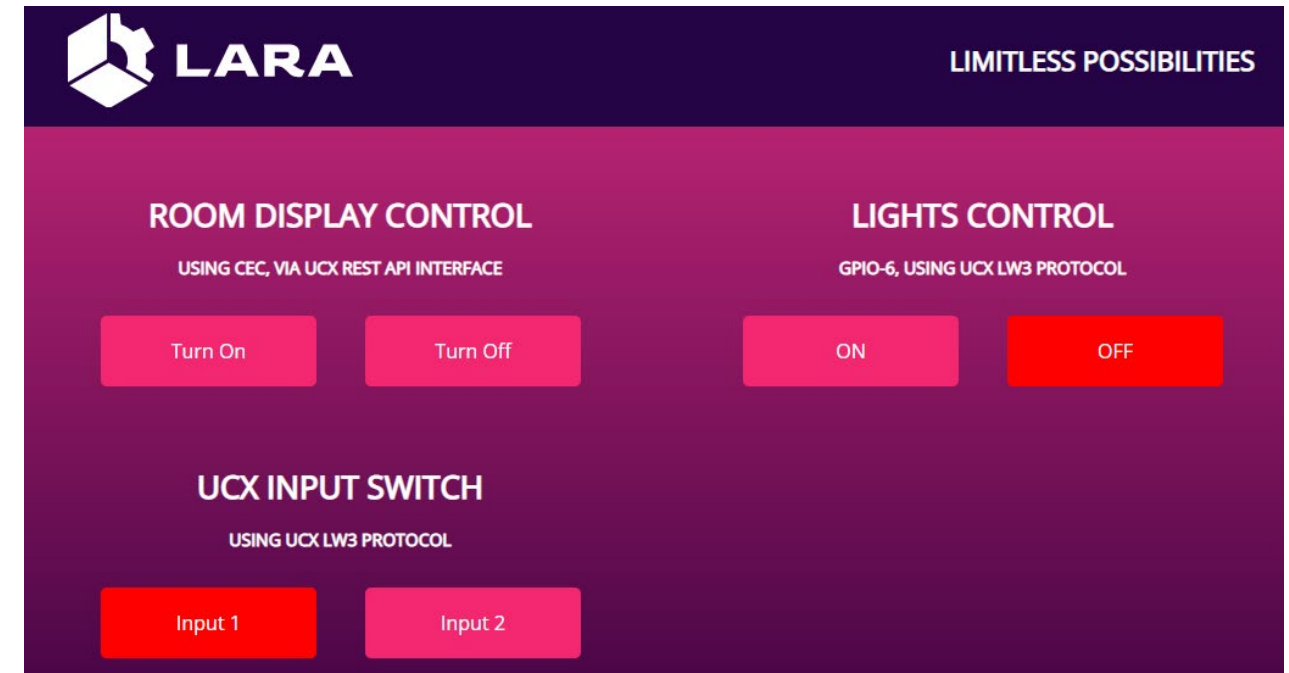 LARA
LIMITLESS POSSIBILITIES
ROOM DISPLAY CONTROL
USING CEC, VIA UCX REST API INTERFACE
Turn On
Turn Off
LIGHTS CONTROL
GPIO-6, USING UCX LW3 PROTOCOL
ON
OFF
UCX INPUT SWITCH
USING UCX LW3 PROTOCOL
Input 1
Input 2